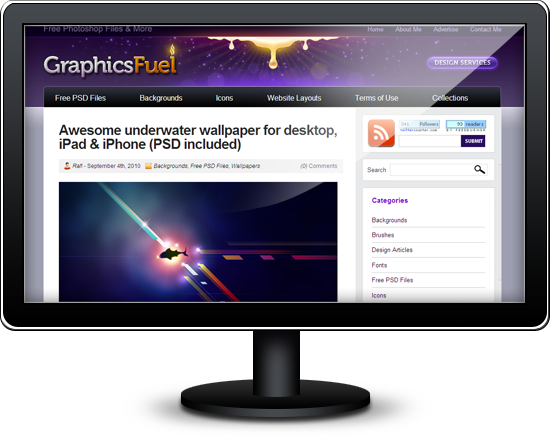 Free Photoshop Files & More
Home About Me Advertise Contact Me
GraphicsFuel
DESIGN SERVICES
Free PSD Files Backgrounds Icons Website Layouts Terms of Use Collections
Awesome underwater wallpaper for desktop,
iPad & iPhone (PSD included)
Rafi - September 4th, 2010 Backgrounds, Free PSD Files, Wallpapers (0) Comments
followers
readers
SUBMIT
Search
Categories
Backgrounds
Brushes
Design Articles
Fonts
Free PSD Files
Icons